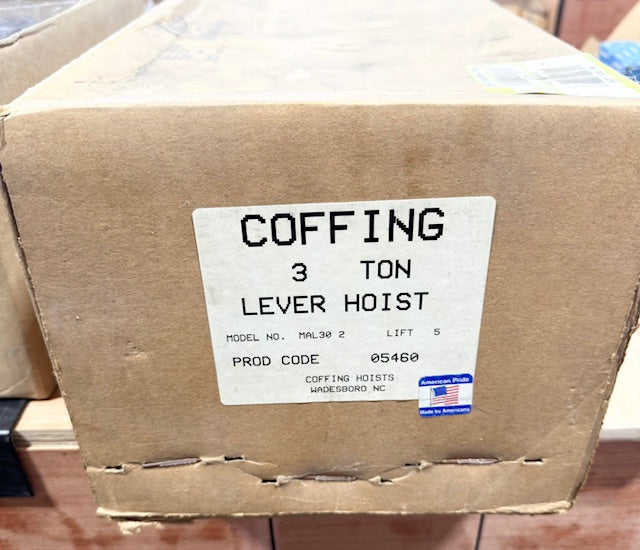 COFFING
3 TON
LEVER HOIST
MODEL NO. MAL30 2 LIFT 5
PROD CODE 05460
COFFING HOISTS
WADESBORO NC
American Pride
Made by Americans